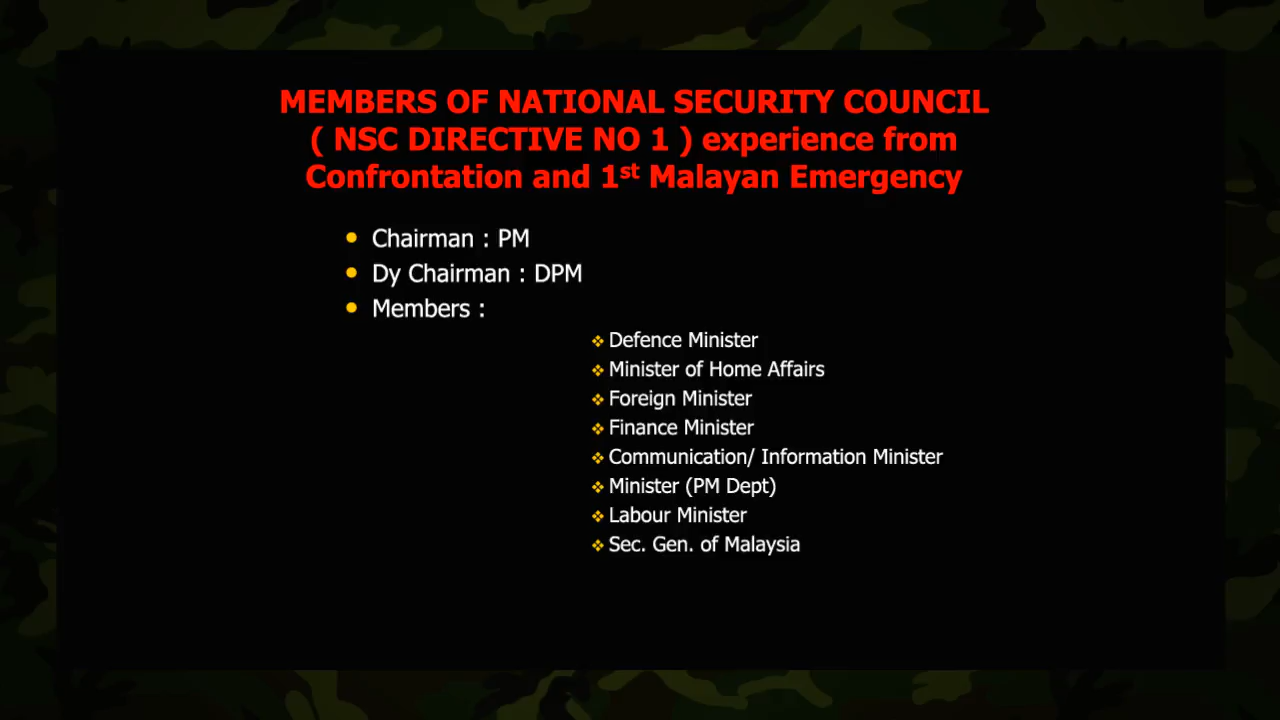 MEMBERS OF NATIONAL SECURITY COUNCIL
( NSC DIRECTIVE NO 1 ) experience from
Confrontation and 1st Malayan Emergency
• Chairman : PM
• Dy Chairman : DPM
• Members :
❖ Defence Minister
❖ Minister of Home Affairs
❖ Foreign Minister
❖ Finance Minister
❖ Communication/ Information Minister
❖ Minister (PM Dept)
❖ Labour Minister
❖ Sec. Gen. of Malaysia